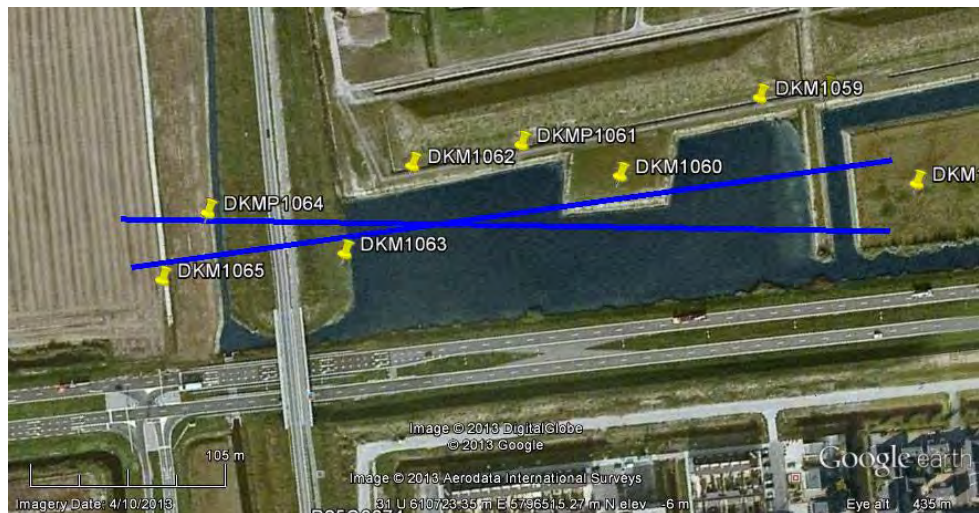 DKM1059
DKMP1061
DKM1062
DKM1060
DKMP1064
DKM1063
DKM1065
Image © 2013 DigitalGlobe
© 2013 Google
105 m
Google earth
Image © 2013 Aerodata International Surveys
Imagery Date: 4/10/2013
31 U 610723.35 m E 5796515.27 m N elev -6 m
Eye alt 435 m